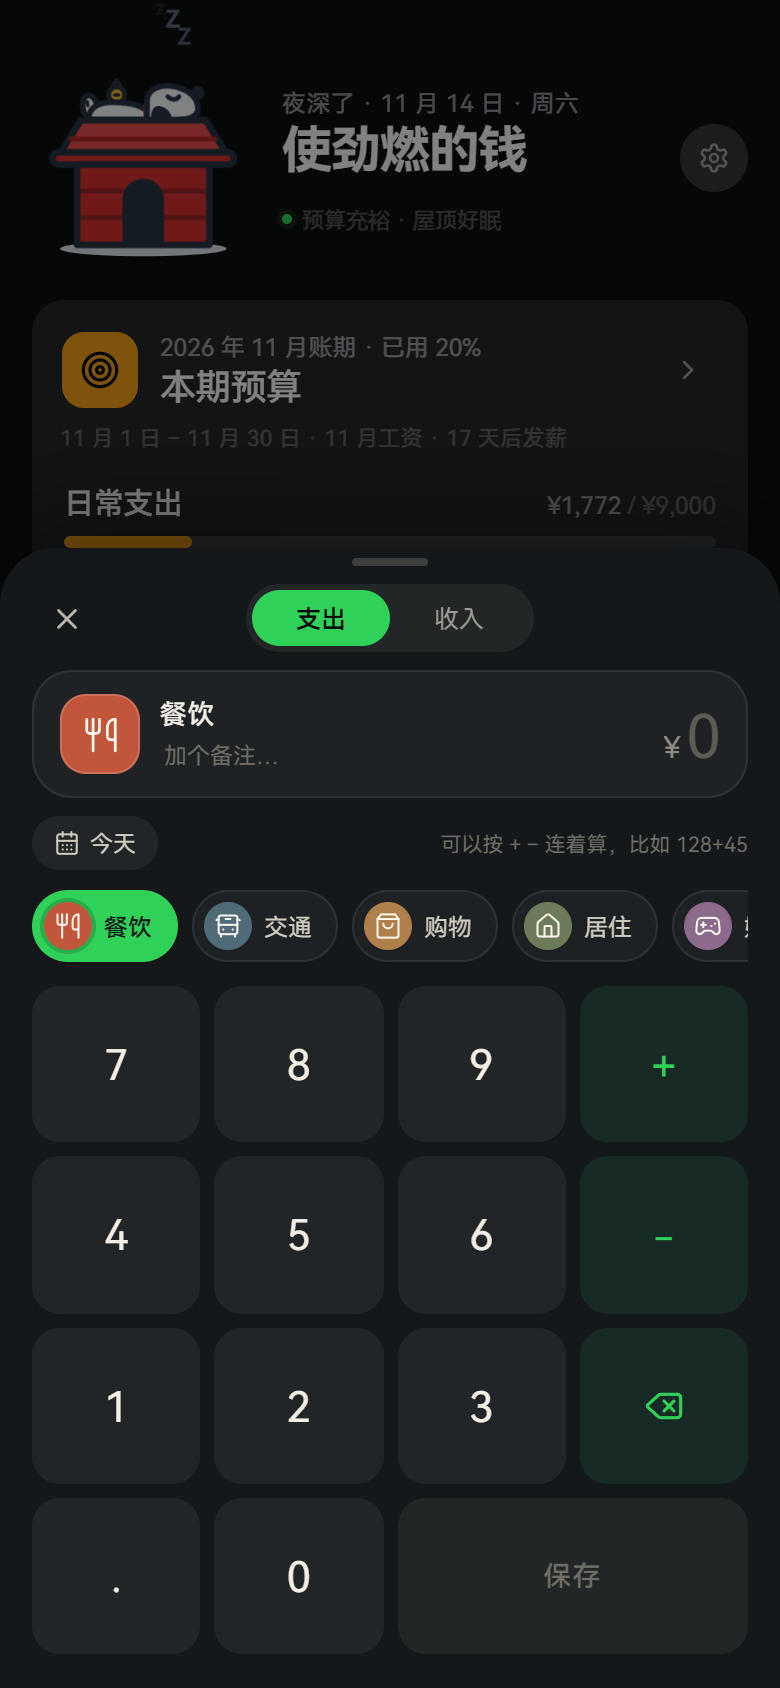 z
Z
Z
夜深了 · 11 月 14 日 · 周六
使劲燃的钱
预算充裕 · 屋顶好眠
2026 年 11 月账期 · 已用 20%
本期预算
11 月 1 日 – 11 月 30 日 · 11 月工资 · 17 天后发薪
日常支出
¥1,772 / ¥9,000
支出
收入
餐饮
加个备注...
¥ 0
今天
可以按 + − 连着算，比如 128+45
餐饮
交通
购物
居住
7
8
9
+
4
5
6
−
1
2
3
.
0
保存